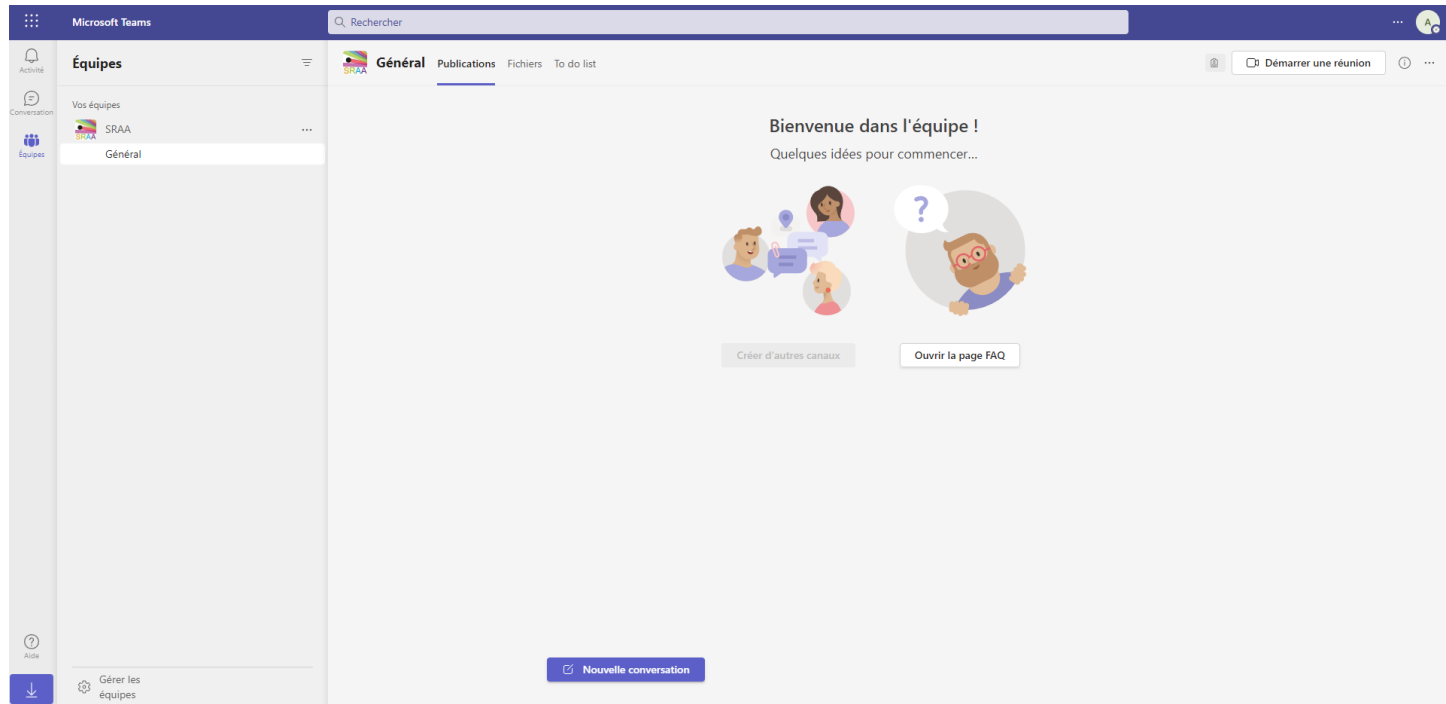 Microsoft Teams
Rechercher
A
Activité
Conversation
Équipes
Aide
Équipes
Vos équipes
SRAA
SRAA
Général
Gérer les
équipes
SRAA
Général
Publications
Fichiers
To do list
Démarrer une réunion
Bienvenue dans l'équipe !
Quelques idées pour commencer...
?
Créer d'autres canaux
Ouvrir la page FAQ
Nouvelle conversation